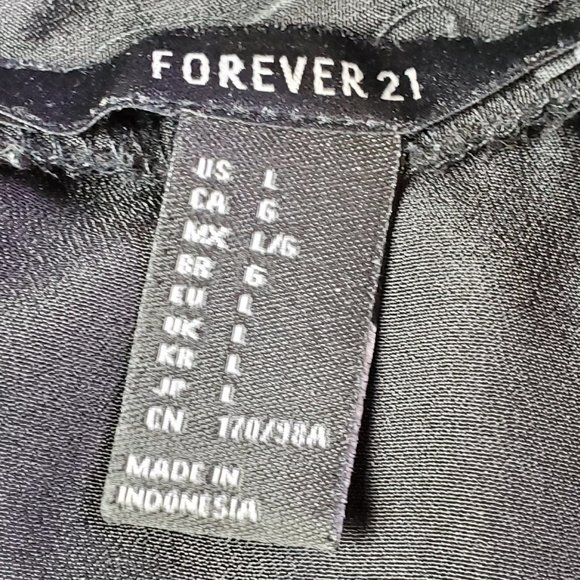 FOREVER 21
US L
CA G
MX L/G
BR G
EU L
UK L
KR L
JP L
CN 170/98A
MADE IN
INDONESIA